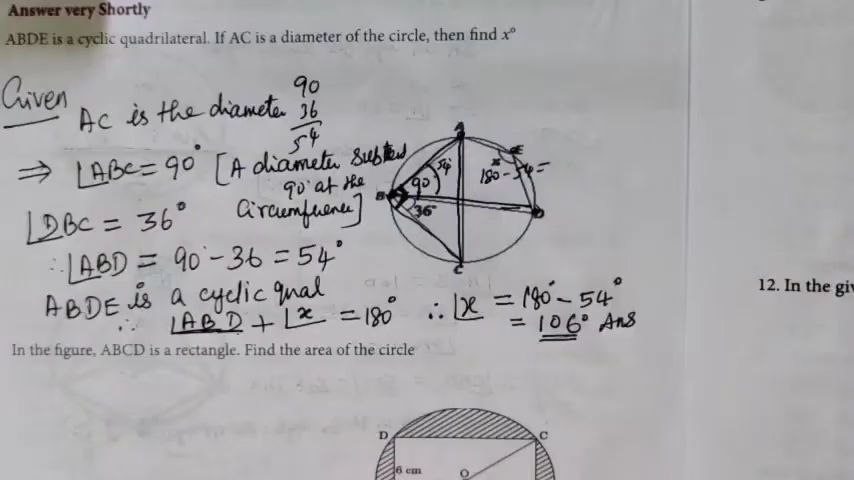 Answer very Shortly
ABDE is a cyclic quadrilateral. If AC is a diameter of the circle, then find x°
Given
AC is the diameter
90
36
54
⇒ ∠ABC = 90° [A diameter Subted
90° at the
Circumfuence]
∠DBC = 36°
∴ ∠ABD = 90° - 36 = 54°
ABDE is a cyclic qual
∴ ∠ABD + ∠x = 180° ∴ ∠x = 180° - 54°
= 106° Ans
A
E
x
180 - 54 =
54°
90
B
36°
D
C
12. In the giv
In the figure, ABCD is a rectangle. Find the area of the circle
D
C
6 cm
O